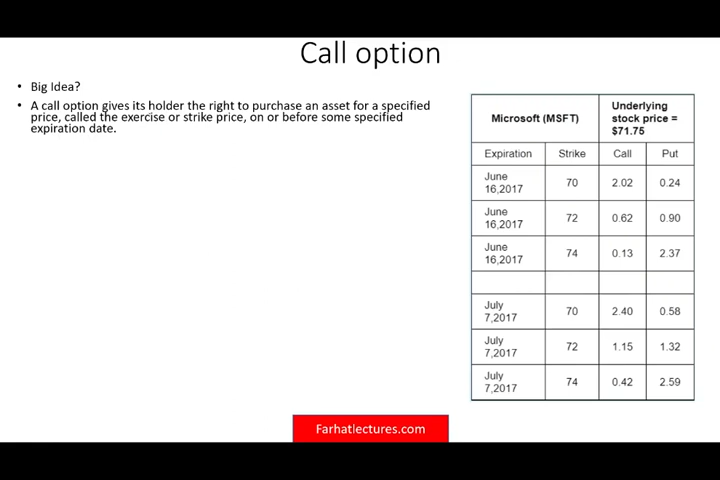 Call option
• Big Idea?
• A call option gives its holder the right to purchase an asset for a specified
price, called the exercise or strike price, on or before some specified
expiration date.
Microsoft (MSFT) Underlying
stock price =
$71.75
Expiration Strike Call Put
June
16,2017 70 2.02 0.24
June
16,2017 72 0.62 0.90
June
16,2017 74 0.13 2.37
July
7,2017 70 2.40 0.58
July
7,2017 72 1.15 1.32
July
7,2017 74 0.42 2.59
Farhatlectures.com